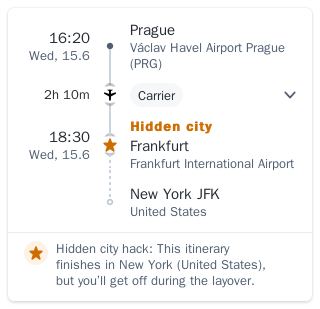 16:20
Prague
Wed, 15.6
Václav Havel Airport Prague
(PRG)
2h 10m
Carrier
Hidden city
18:30
Frankfurt
Wed, 15.6
Frankfurt International Airport
New York JFK
United States
Hidden city hack: This itinerary
finishes in New York (United States),
but you'll get off during the layover.